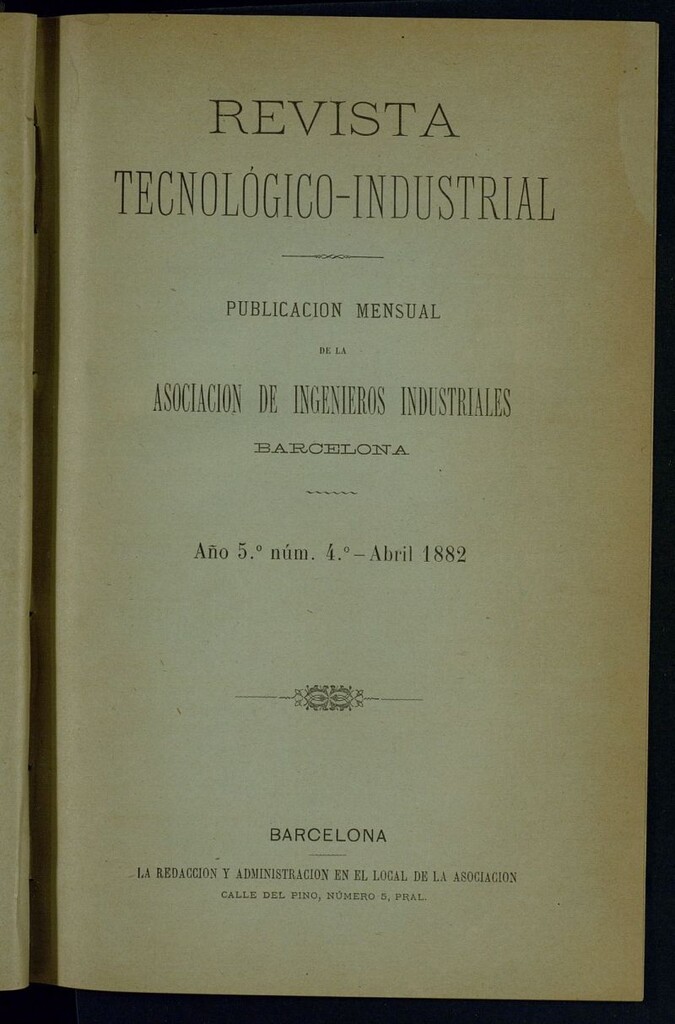 REVISTA
TECNOLÓGICO-INDUSTRIAL
PUBLICACION MENSUAL
DE LA
ASOCIACION DE INGENIEROS INDUSTRIALES
BARCELONA
Año 5.º núm. 4.º – Abril 1882
BARCELONA
LA REDACCION Y ADMINISTRACION EN EL LOCAL DE LA ASOCIACION
CALLE DEL PINO, NÚMERO 5, PRAL.